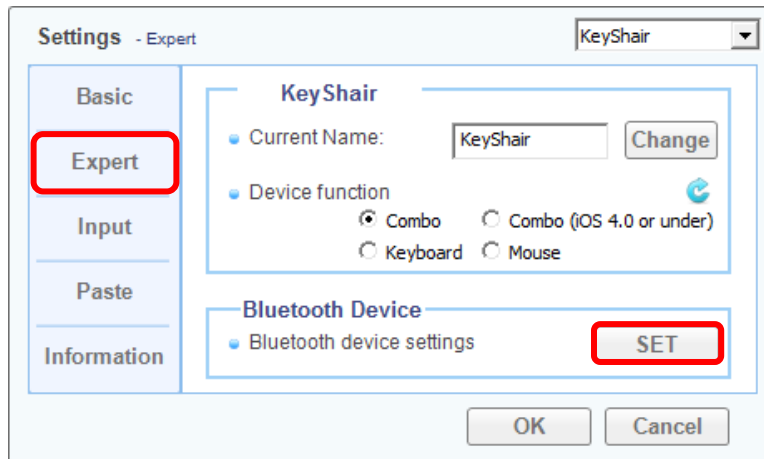 Settings - Expert
KeyShair
Basic
Expert
Input
Paste
Information
KeyShair
Current Name: KeyShair Change
Device function
Combo Combo (iOS 4.0 or under)
Keyboard Mouse
Bluetooth Device
Bluetooth device settings SET
OK Cancel